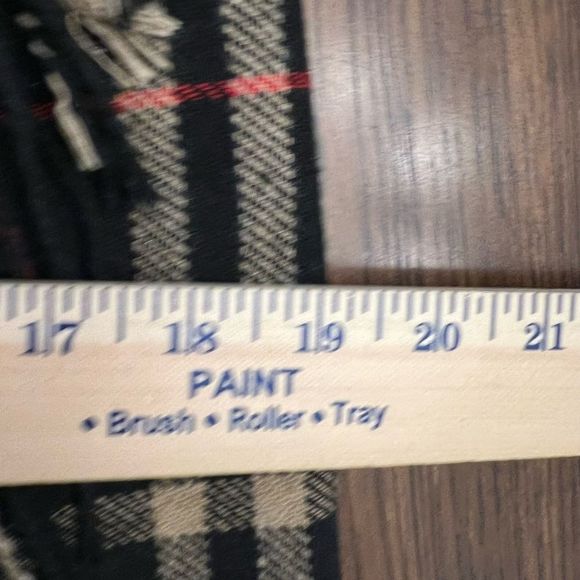 17 18 19 20 21
PAINT
• Brush • Roller • Tray